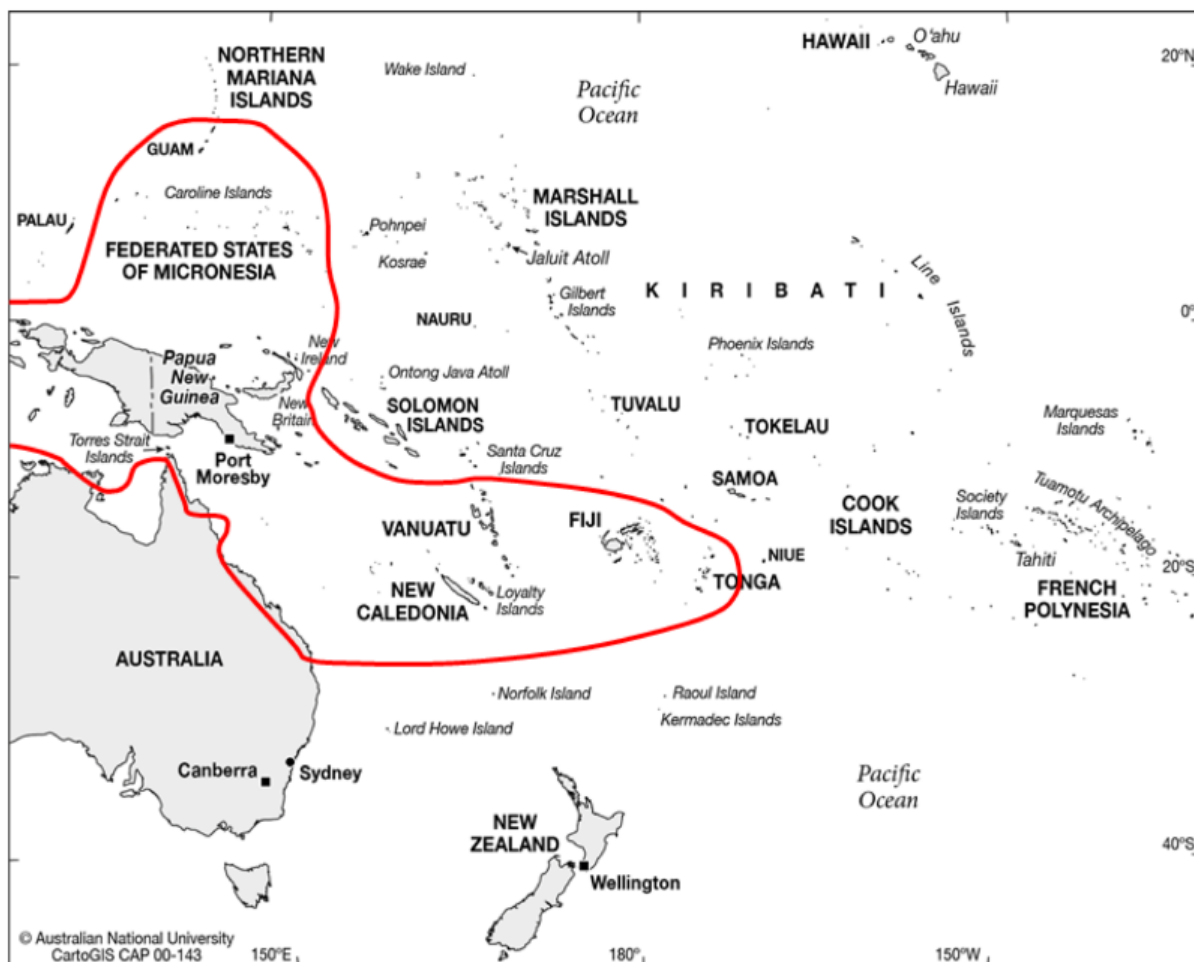 HAWAII
O'ahu
Hawaii
20°N
NORTHERN
MARIANA
ISLANDS
Wake Island
Pacific
Ocean
GUAM
Caroline Islands
MARSHALL
ISLANDS
PALAU
Pohnpei
FEDERATED STATES
OF MICRONESIA
Kosrae
Jaluit Atoll
Line Islands
Gilbert
Islands
KIRIBATI
NAURU
0°
New
Ireland
Phoenix Islands
Papua
New
Guinea
Ontong Java Atoll
New
Britain
SOLOMON
ISLANDS
TUVALU
TOKELAU
Marquesas
Islands
Torres Strait
Islands
Port
Moresby
Santa Cruz
Islands
SAMOA
COOK
ISLANDS
Society
Islands
Tuamotu Archipelago
VANUATU
FIJI
NIUE
Tahiti
20°S
TONGA
NEW
CALEDONIA
Loyalty
Islands
FRENCH
POLYNESIA
AUSTRALIA
Norfolk Island
Raoul Island
Lord Howe Island
Kermadec Islands
Canberra
Sydney
Pacific
Ocean
NEW
ZEALAND
40°S
Wellington
© Australian National University
CartoGIS CAP 00-143
150°E
180°
150°W